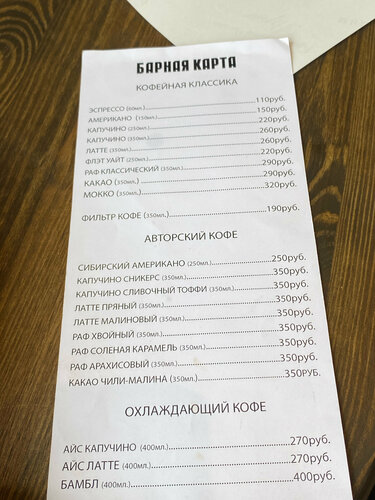 БАРНАЯ КАРТА
КОФЕЙНАЯ КЛАССИКА
ЭСПРЕССО (60мл.) 110руб.
АМЕРИКАНО (150мл.) 150руб.
КАПУЧИНО (250мл.) 220руб.
КАПУЧИНО (350мл.) 260руб.
ЛАТТЕ (350мл.) 260руб.
ФЛЭТ УАЙТ (250мл.) 220руб.
РАФ КЛАССИЧЕСКИЙ (350мл.) 290руб.
КАКАО (350мл.) 290руб.
МОККО (350мл.) 320руб.
ФИЛЬТР КОФЕ (350мл.) 190руб.
АВТОРСКИЙ КОФЕ
СИБИРСКИЙ АМЕРИКАНО (250мл.) 250руб.
КАПУЧИНО СНИКЕРС (350мл.) 350руб.
КАПУЧИНО СЛИВОЧНЫЙ ТОФФИ (350мл.) 350руб.
ЛАТТЕ ПРЯНЫЙ (350мл.) 350руб.
ЛАТТЕ МАЛИНОВЫЙ (350мл.) 350руб.
РАФ ХВОЙНЫЙ (350мл.) 350руб.
РАФ СОЛЕНАЯ КАРАМЕЛЬ (350мл.) 350руб.
РАФ АРАХИСОВЫЙ (350мл.) 350руб.
КАКАО ЧИЛИ-МАЛИНА (350мл.) 350РУБ.
ОХЛАЖДАЮЩИЙ КОФЕ
АЙС КАПУЧИНО (400мл.) 270руб.
АЙС ЛАТТЕ (400мл.) 270руб.
БАМБЛ (400мл.) 400руб.